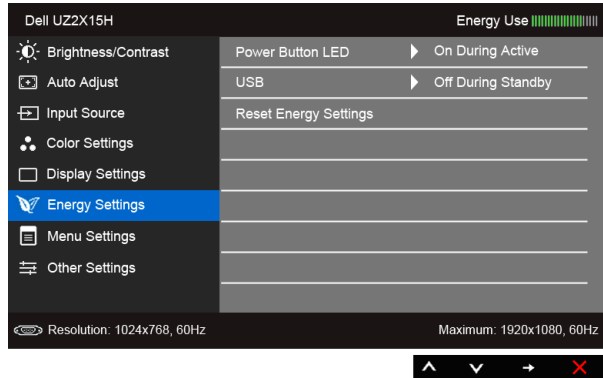 Dell UZ2X15H Energy Use
Brightness/Contrast Power Button LED On During Active
Auto Adjust USB Off During Standby
Input Source Reset Energy Settings
Color Settings
Display Settings
Energy Settings
Menu Settings
Other Settings
Resolution: 1024x768, 60Hz Maximum: 1920x1080, 60Hz